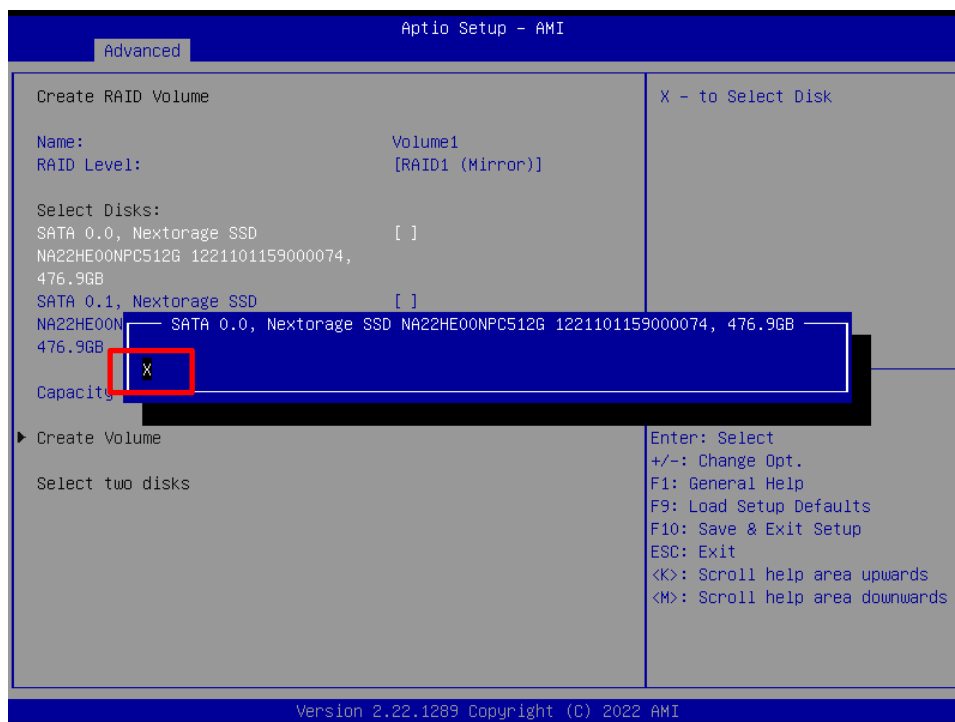 Aptio Setup – AMI
Advanced
Create RAID Volume
Name: Volume1
RAID Level: [RAID1 (Mirror)]
Select Disks:
SATA 0.0, Nextorage SSD [ ]
NA22HE00NPC512G 1221101159000074,
476.9GB
SATA 0.1, Nextorage SSD [ ]
NA22HE00N
476.9GB
SATA 0.0, Nextorage SSD NA22HE00NPC512G 1221101159000074, 476.9GB
X
Capacity
Create Volume
Select two disks
X – to Select Disk
Enter: Select
+/-: Change Opt.
F1: General Help
F9: Load Setup Defaults
F10: Save & Exit Setup
ESC: Exit
<K>: Scroll help area upwards
<M>: Scroll help area downwards
Version 2.22.1289 Copyright (C) 2022 AMI